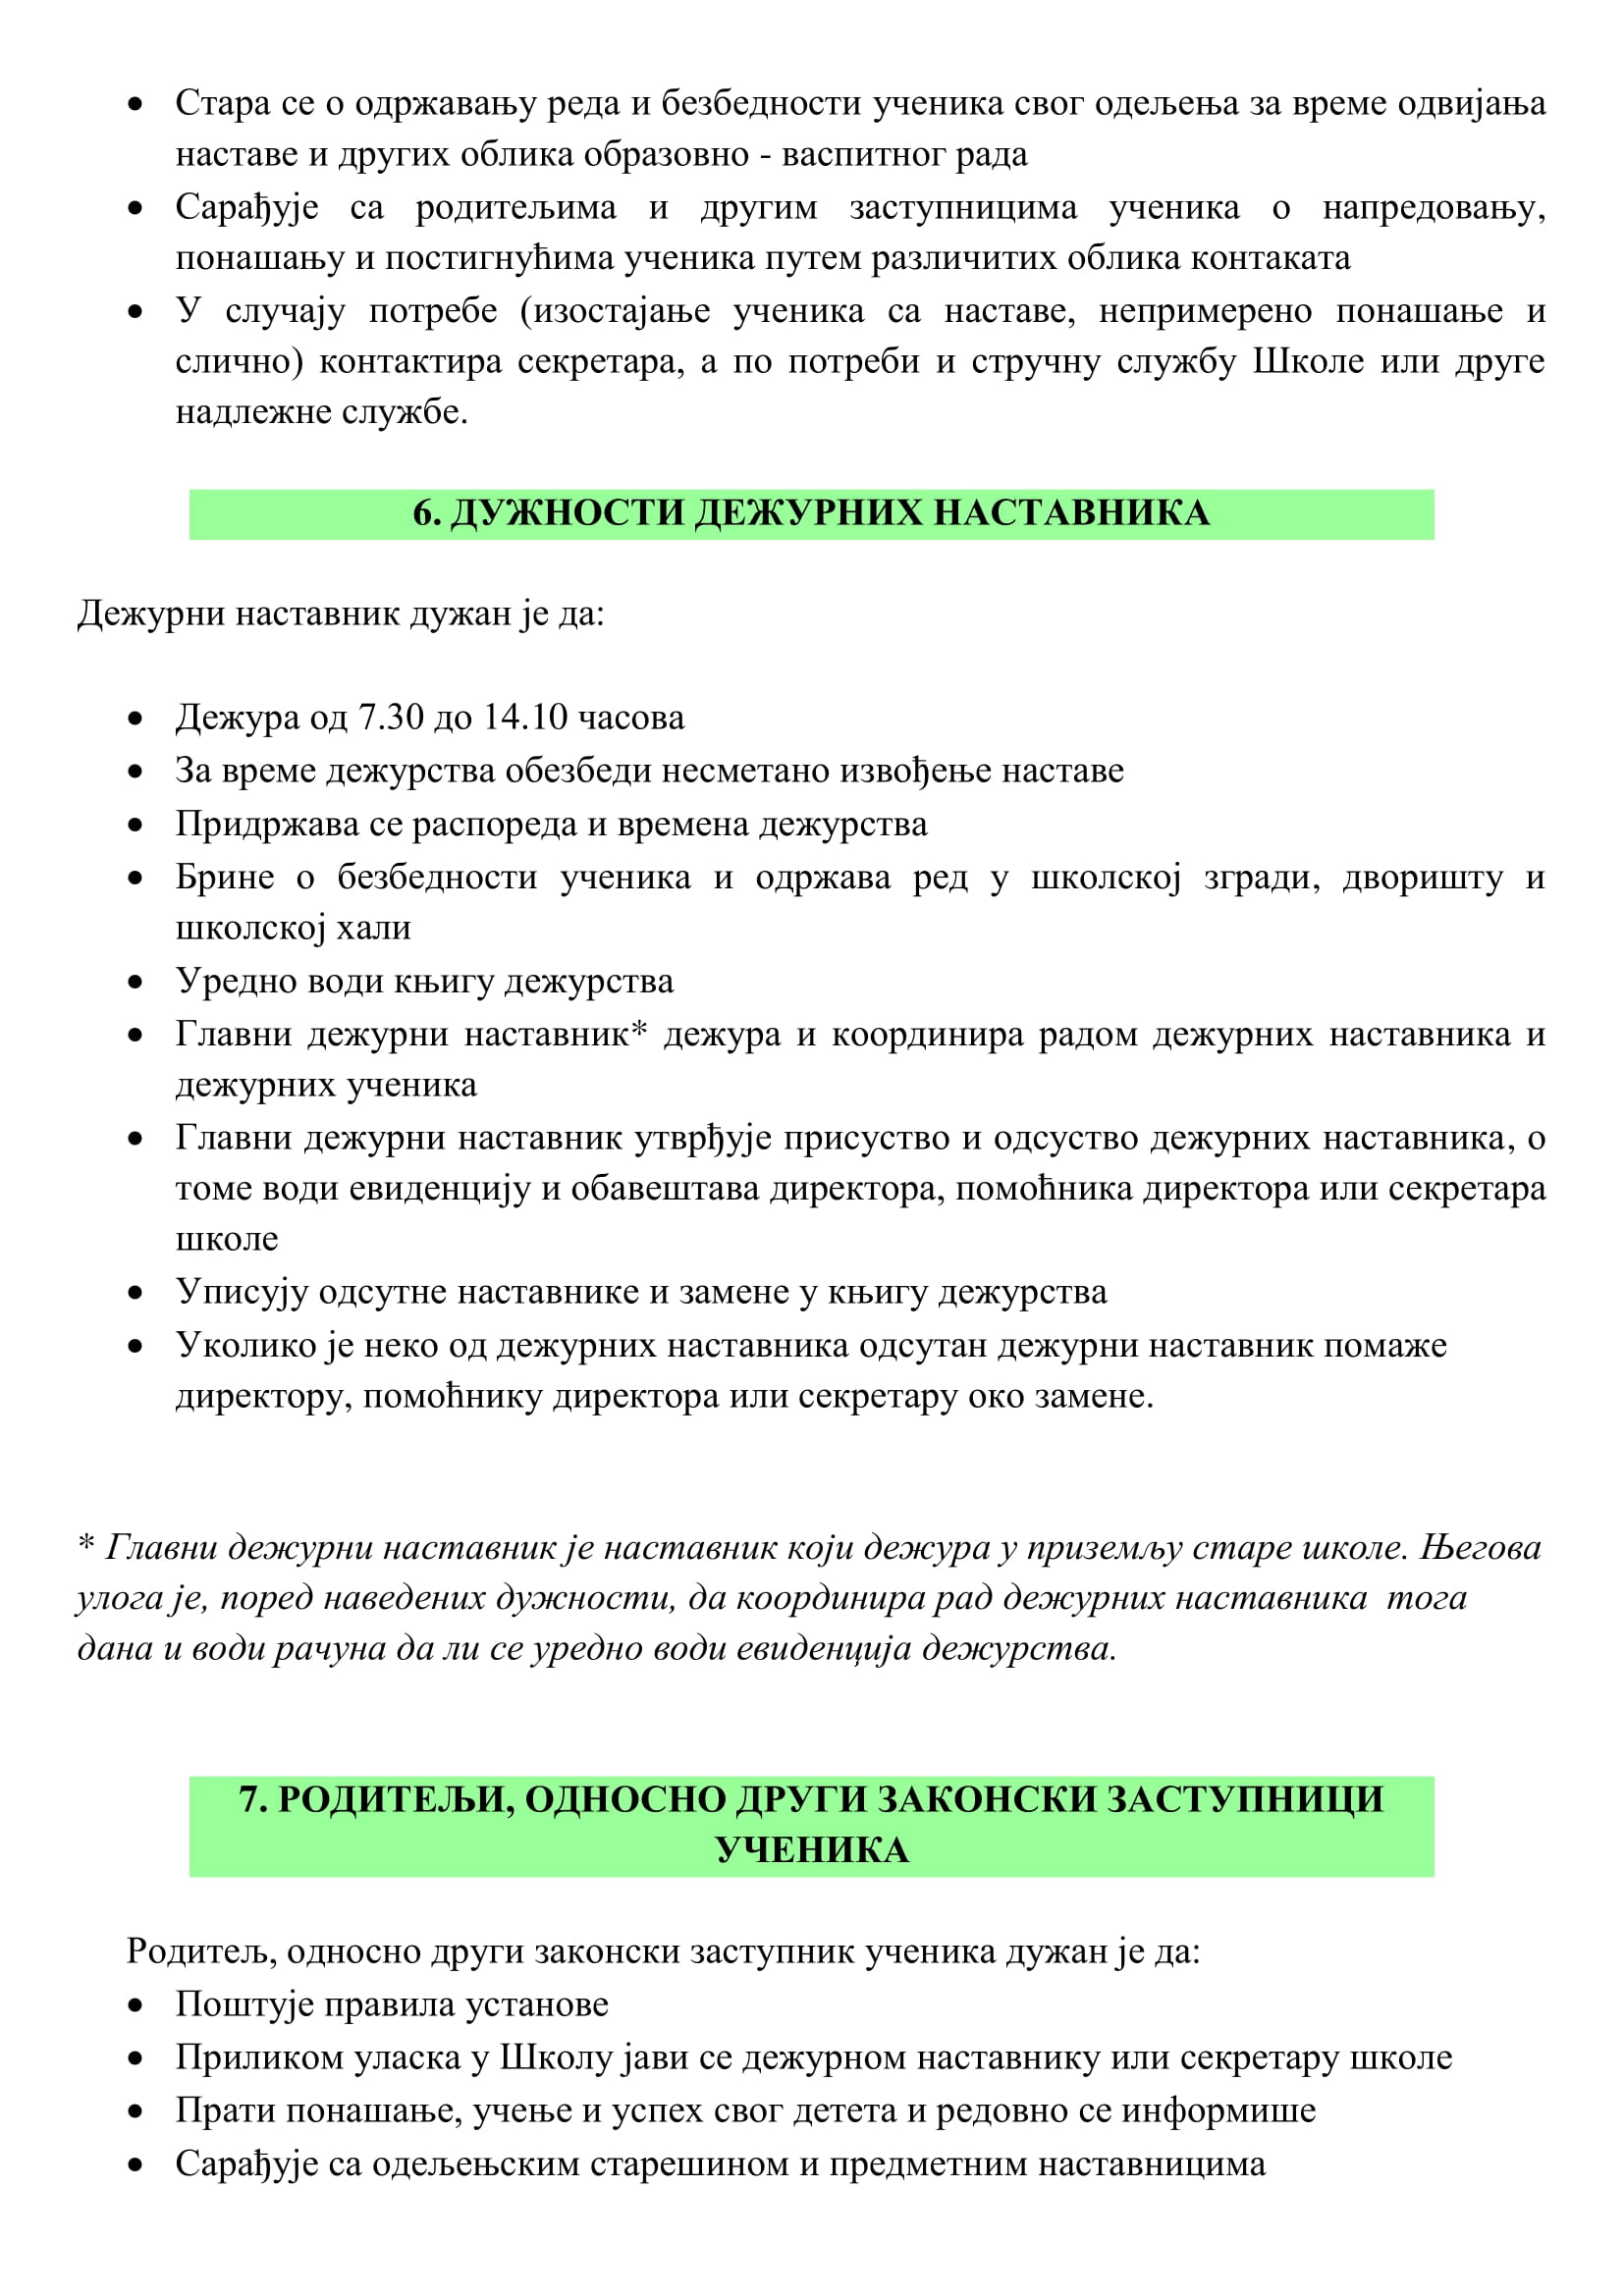 • Стара се о одржавању реда и безбедности ученика свог одељења за време одвијања
наставе и других облика образовно - васпитног рада
• Сарађује са родитељима и другим заступницима ученика о напредовању,
понашању и постигнућима ученика путем различитих облика контаката
• У случају потребе (изостајање ученика са наставе, непримерено понашање и
слично) контактира секретара, а по потреби и стручну службу Школе или друге
надлежне службе.
6. ДУЖНОСТИ ДЕЖУРНИХ НАСТАВНИКА
Дежурни наставник дужан је да:
• Дежура од 7.30 до 14.10 часова
• За време дежурства обезбеди несметано извођење наставе
• Придржава се распореда и времена дежурства
• Брине о безбедности ученика и одржава ред у школској згради, дворишту и
школској хали
• Уредно води књигу дежурства
• Главни дежурни наставник* дежура и координира радом дежурних наставника и
дежурних ученика
• Главни дежурни наставник утврђује присуство и одсуство дежурних наставника, о
томе води евиденцију и обавештава директора, помоћника директора или секретара
школе
• Уписују одсутне наставнике и замене у књигу дежурства
• Уколико је неко од дежурних наставника одсутан дежурни наставник помаже
директору, помоћнику директора или секретару око замене.
* Главни дежурни наставник је наставник који дежура у приземљу старе школе. Његова
улога је, поред наведених дужности, да координира рад дежурних наставника  тога
дана и води рачуна да ли се уредно води евиденција дежурства.
7. РОДИТЕЉИ, ОДНОСНО ДРУГИ ЗАКОНСКИ ЗАСТУПНИЦИ
УЧЕНИКА
Родитељ, односно други законски заступник ученика дужан је да:
• Поштује правила установе
• Приликом уласка у Школу јави се дежурном наставнику или секретару школе
• Прати понашање, учење и успех свог детета и редовно се информише
• Сарађује са одељењским старешином и предметним наставницима